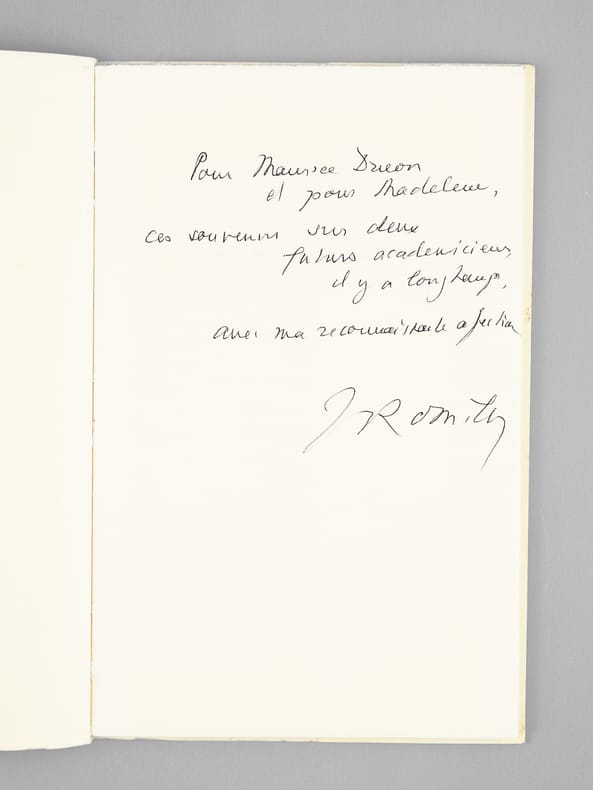 Pour Maurice Druon
et pour Madeleine,
ces souvenirs sur deux
futurs académiciens,
il y a longtemps,
avec ma reconnaissante affection
J Romilly